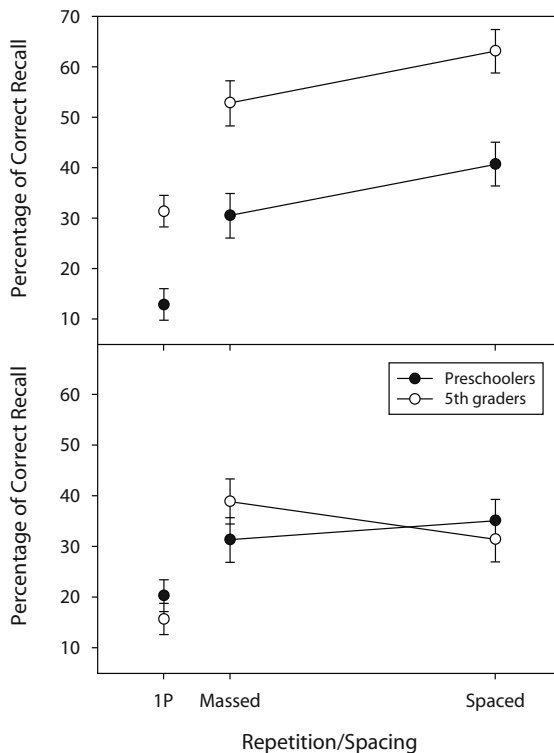 Percentage of Correct Recall
70
60
50
40
30
20
10
Percentage of Correct Recall
60
50
40
30
20
10
Preschoolers
5th graders
1P Massed Spaced
Repetition/Spacing